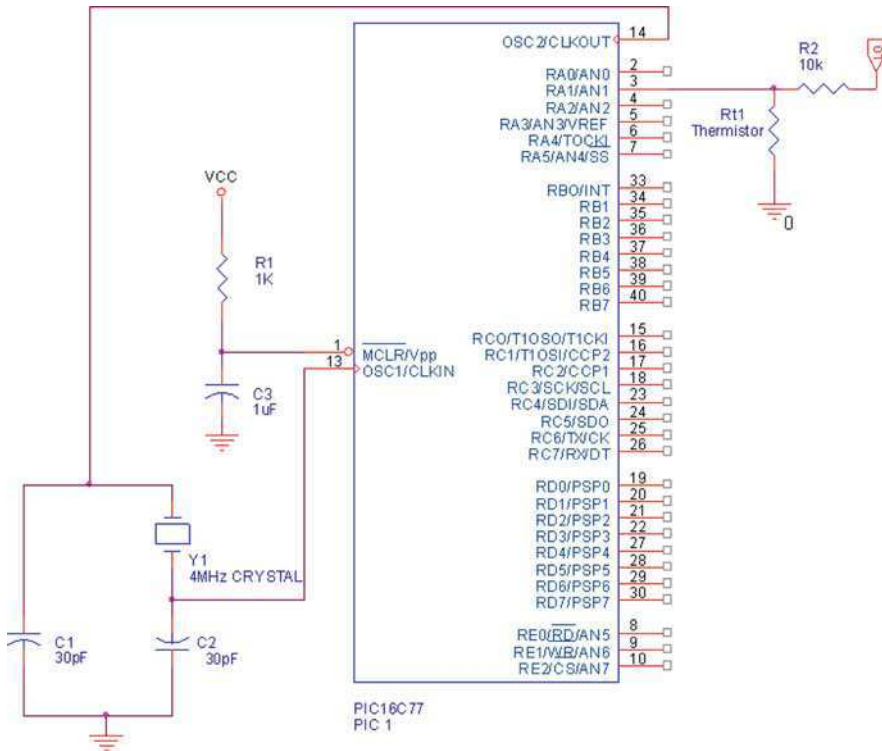 14
OSC2/CLKOUT
2
RA0/AN0
3
RA1/AN1
4
RA2/AN2
5
RA3/AN3/VREF
6
RA4/TOCKI
7
RA5/AN4/SS
R2
10k
Rt1
Thermistor
0
33
RBO/INT
34
RB1
35
RB2
36
RB3
37
RB4
38
RB5
39
RB6
40
RB7
VCC
R1
1K
1
MCLR/Vpp
13
OSC1/CLKIN
C3
1uF
15
RCO/T1OSO/T1CKI
16
RC1/T1OSI/CCP2
17
RC2/CCP1
18
RC3/SCK/SCL
23
RC4/SDI/SDA
24
RC5/SDO
25
RC6/TX/CK
26
RC7/RX/DT
19
RD0/PSP0
20
RD1/PSP1
21
RD2/PSP2
22
RD3/PSP3
27
RD4/PSP4
28
RD5/PSP5
29
RD6/PSP6
30
RD7/PSP7
Y1
4MHz CRYSTAL
C1
30pF
C2
30pF
8
RE0/RD/AN5
9
RE1/WR/AN6
10
RE2/CS/AN7
PIC16C77
PIC 1